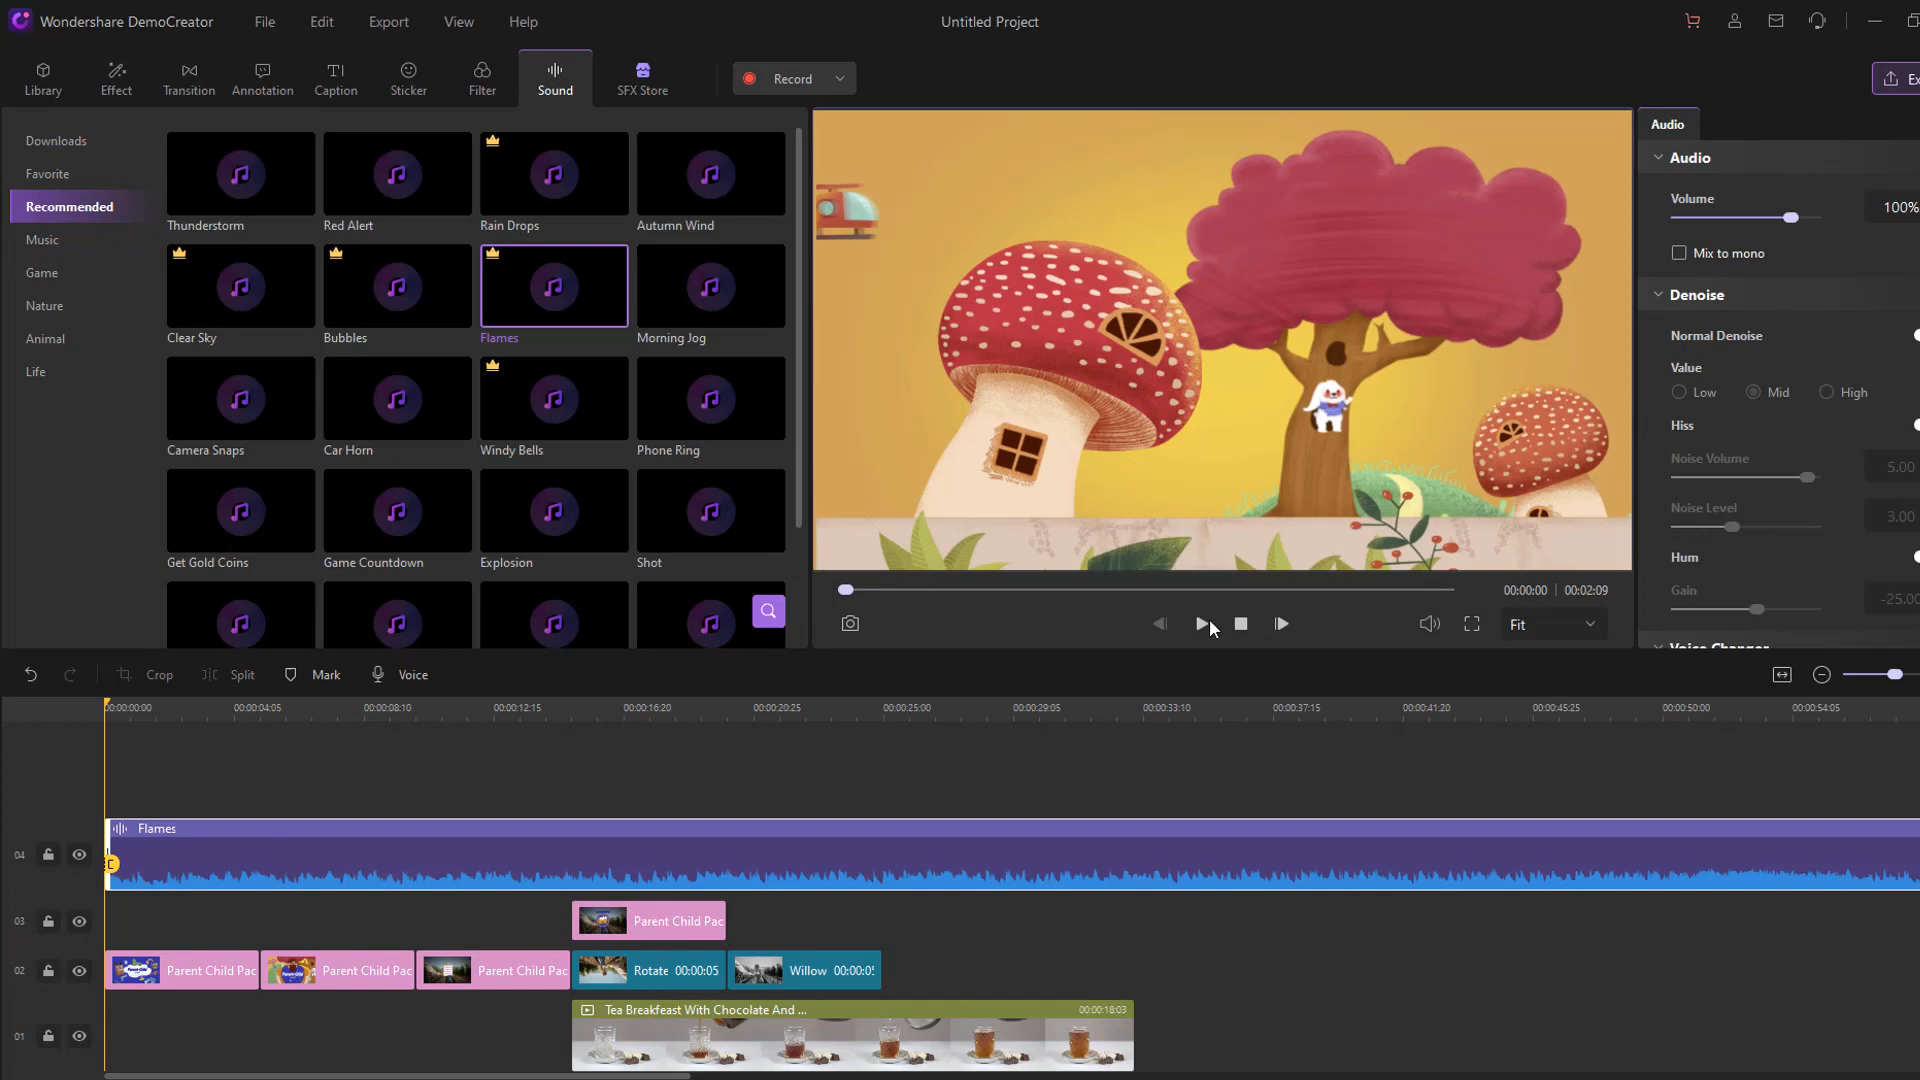 Wondershare DemoCreator File Edit Export View Help Untitled Project
Library Effect Transition Annotation Caption Sticker Filter Sound SFX Store Record Ex
Downloads
Favorite
Recommended
Music
Game
Nature
Animal
Life
Thunderstorm Red Alert Rain Drops Autumn Wind
Clear Sky Bubbles Flames Morning Jog
Camera Snaps Car Horn Windy Bells Phone Ring
Get Gold Coins Game Countdown Explosion Shot
00:00:00 | 00:02:09
Fit
Audio
Audio
Volume 100%
Mix to mono
Denoise
Normal Denoise
Value
Low Mid High
Hiss
Noise Volume 5.00
Noise Level 3.00
Hum
Gain -25.00
Crop Split Mark Voice
00:00:00:00 00:00:04:05 00:00:08:10 00:00:12:15 00:00:16:20 00:00:20:25 00:00:25:00 00:00:29:05 00:00:33:10 00:00:37:15 00:00:41:20 00:00:45:25 00:00:50:00 00:00:54:05
Flames
04
03 Parent Child Pac
02 Parent Child Pac Parent Child Pac Parent Child Pac Rotate 00:00:05 Willow 00:00:05
Tea Breakfeast With Chocolate And ... 00:00:18:03
01